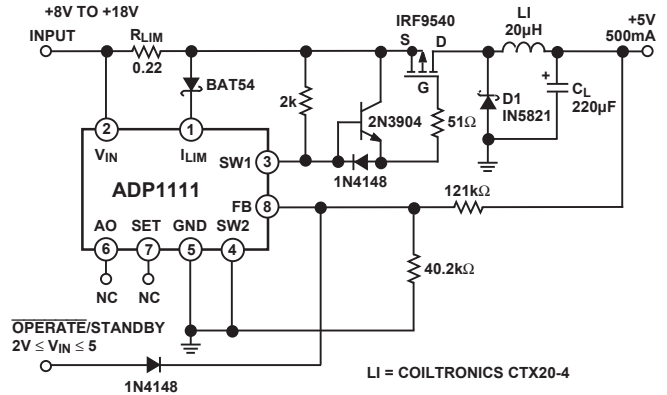 +8V TO +18V
INPUT
RLIM
0.22
BAT54
2k
IRF9540
S
D
G
2N3904
51Ω
1N4148
LI
20µH
D1
IN5821
+
CL
220µF
+5V
500mA
2
VIN
1
ILIM
SW1
3
ADP1111
FB
8
AO
6
SET
7
GND
5
SW2
4
NC
NC
121kΩ
40.2kΩ
OPERATE/STANDBY
2V ≤ VIN ≤ 5
1N4148
LI = COILTRONICS CTX20-4